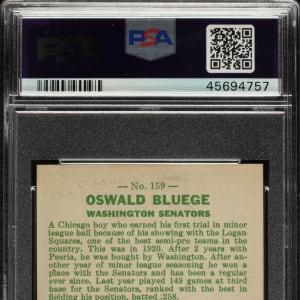 PSA
45694757
— No. 159 —
OSWALD BLUEGE
WASHINGTON SENATORS
A Chicago boy who earned his first trial in minor
league ball because of his showing with the Logan
Squares, one of the best semi-pro teams in the
country. This was in 1920. After 2 years with
Peoria, he was bought by Washington. After an-
other year of minor league seasoning he won a
place with the Senators and has been a regular
ever since. Last year played 149 games at third
base for the Senators, ranked with the best in
fielding his position, batted .258.